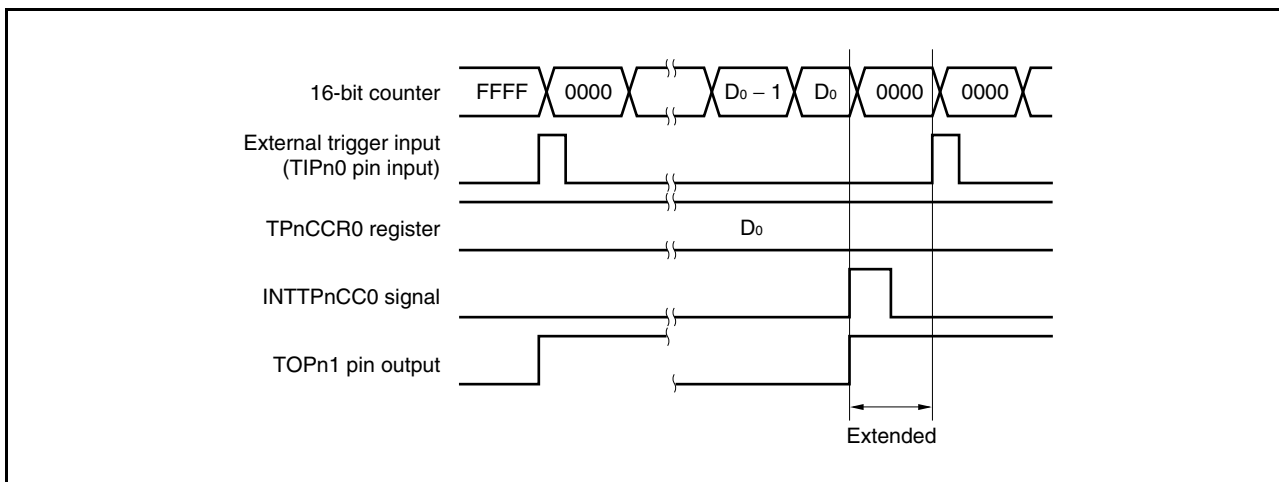 16-bit counter
FFFF 0000 D0 − 1 D0 0000 0000
External trigger input
(TIPn0 pin input)
TPnCCR0 register
D0
INTTPnCC0 signal
TOPn1 pin output
Extended